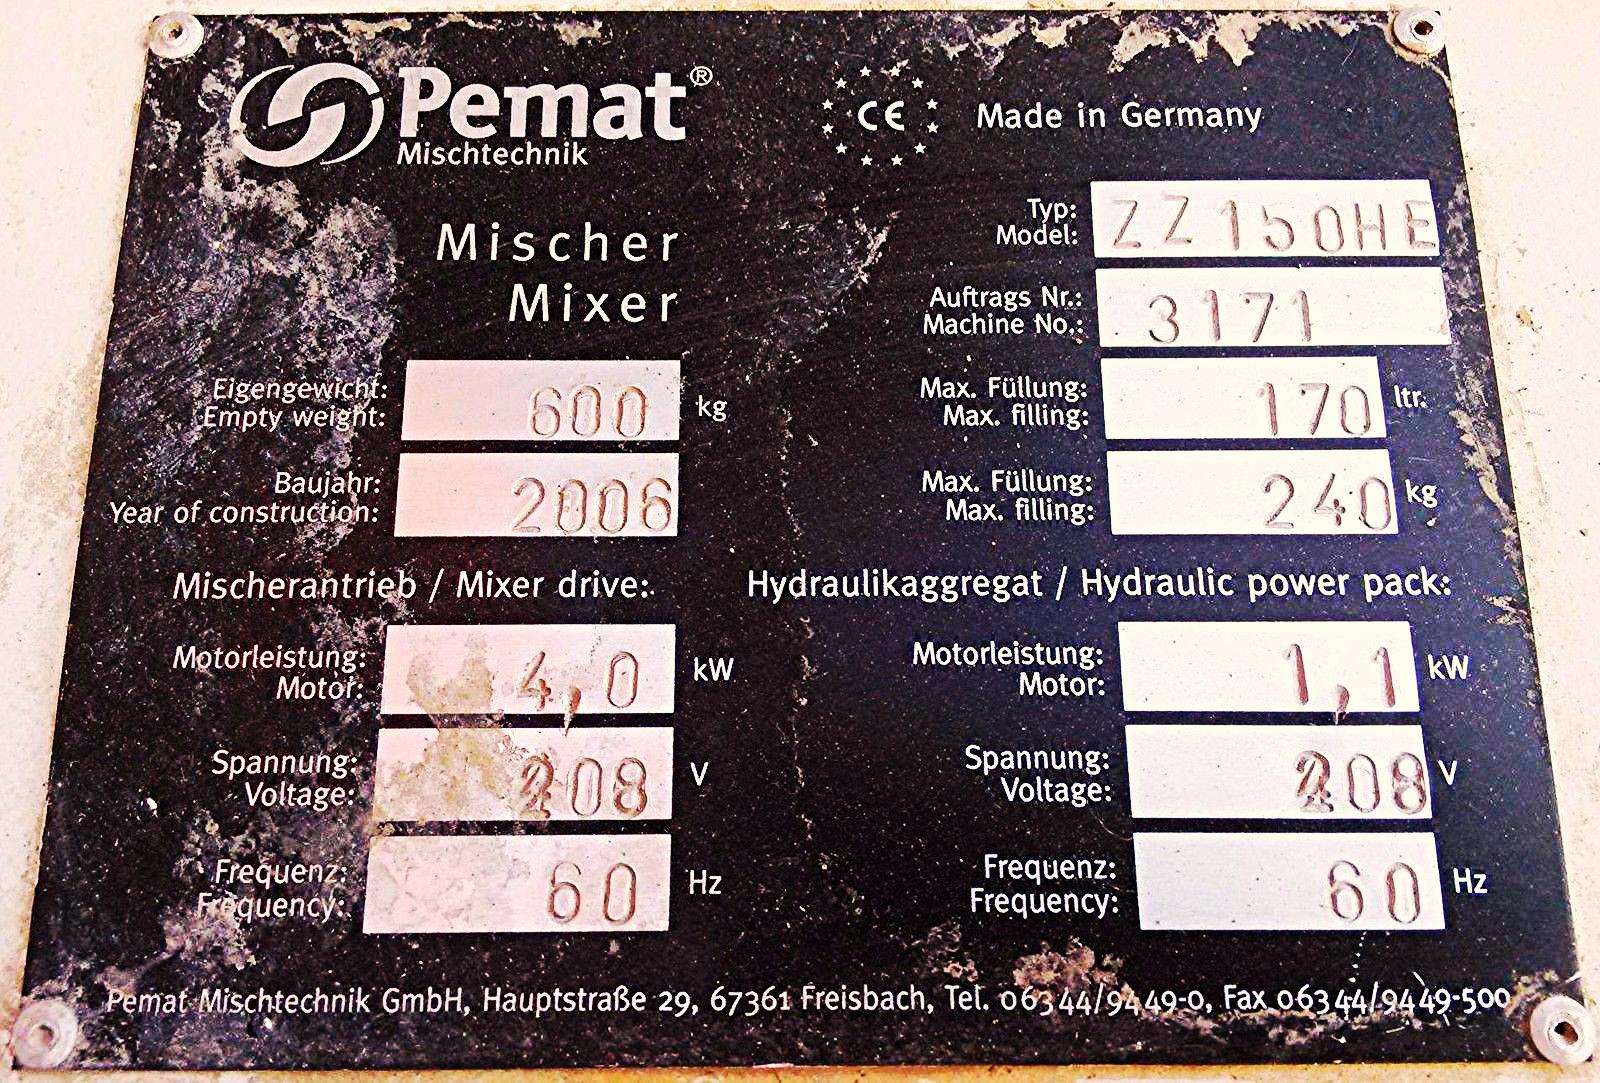 Pemat®
Mischtechnik
CE
Made in Germany
Mischer
Mixer
Typ:
Model: ZZ150HE
Auftrags Nr.:
Machine No.: 3171
Eigengewicht:
Empty weight: 600 kg
Max. Füllung:
Max. filling: 170 ltr.
Baujahr:
Year of construction: 2006
Max. Füllung:
Max. filling: 240 kg
Mischerantrieb / Mixer drive:
Motorleistung:
Motor: 4,0 kW
Spannung:
Voltage: 208 V
Frequenz:
Frequency: 60 Hz
Hydraulikaggregat / Hydraulic power pack:
Motorleistung:
Motor: 1,1 kW
Spannung:
Voltage: 208 V
Frequenz:
Frequency: 60 Hz
Pemat Mischtechnik GmbH, Hauptstraße 29, 67361 Freisbach, Tel. 06344/9449-0, Fax 06344/9449-500